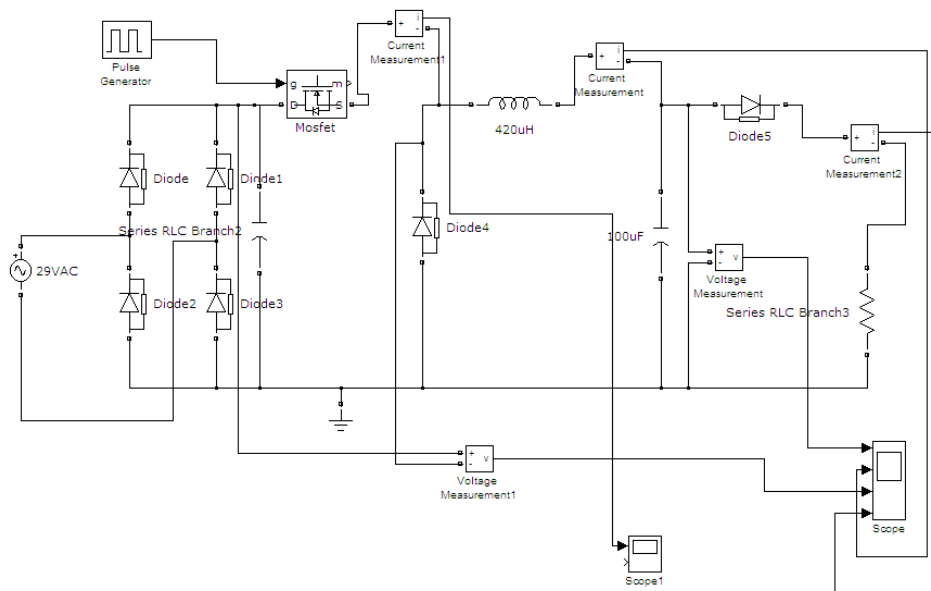 Pulse
Generator
g
m
D
S
Mosfet
+
-
i
Current
Measurement1
420uH
+
-
i
Current
Measurement
Diode5
+
-
i
Current
Measurement2
Diode
Diode1
Series RLC Branch2
+
29VAC
Diode2
Diode3
Diode4
100uF
+
-
v
Voltage
Measurement
Series RLC Branch3
+
-
v
Voltage
Measurement1
Scope
Scope1